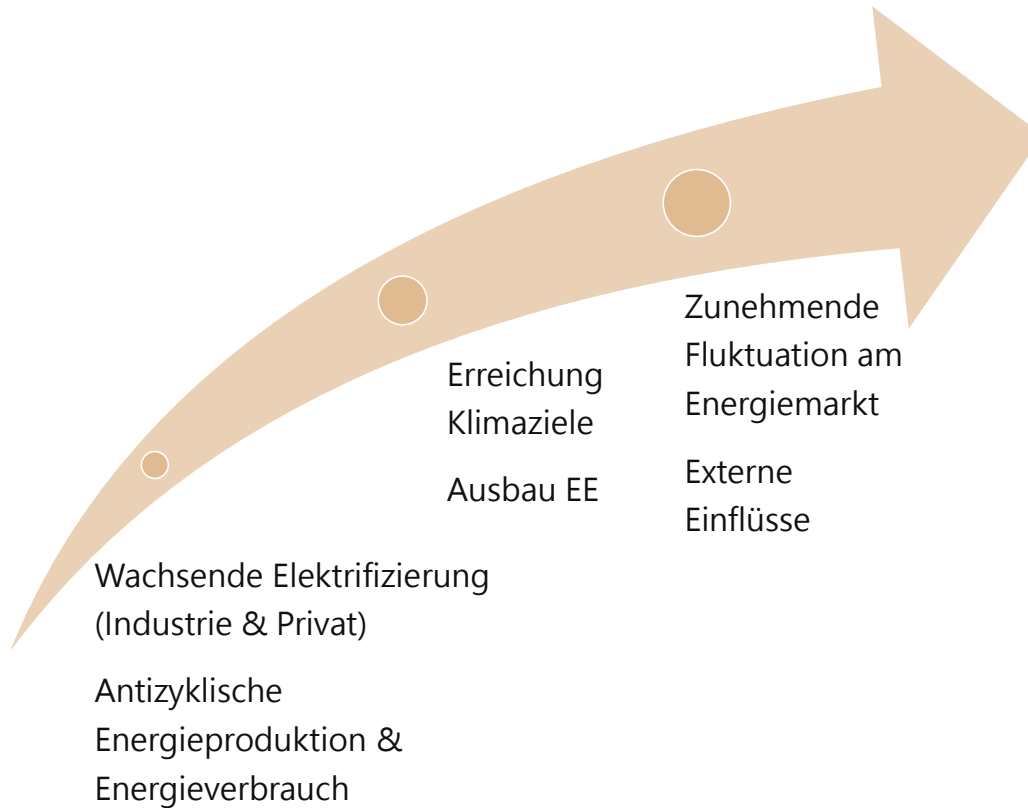 Wachsende Elektrifizierung
(Industrie & Privat)
Antizyklische
Energieproduktion &
Energieverbrauch
Erreichung
Klimaziele
Ausbau EE
Zunehmende
Fluktuation am
Energiemarkt
Externe
Einflüsse